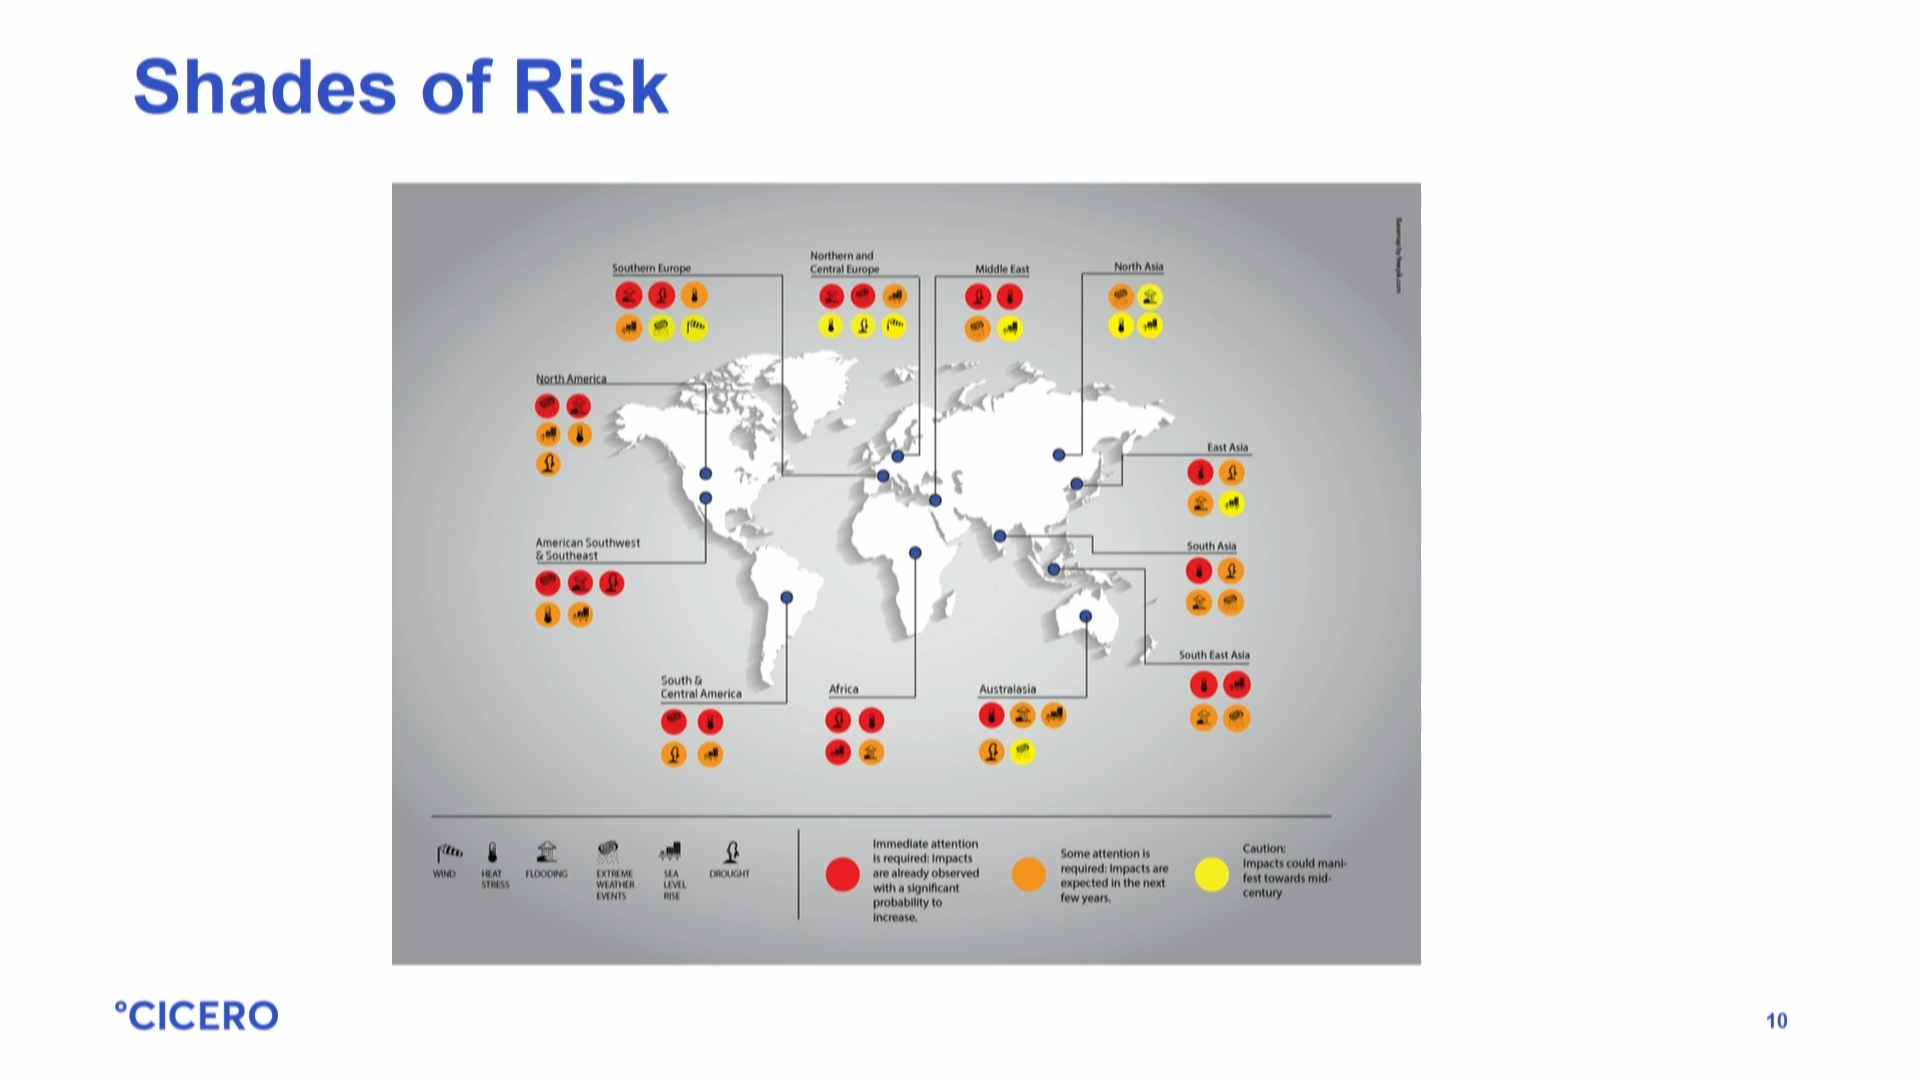 Shades of Risk
Basemap by freepik.com
Southern Europe
Northern and
Central Europe
Middle East
North Asia
North America
East Asia
American Southwest
& Southeast
South Asia
South East Asia
South &
Central America
Africa
Australasia
WIND
HEAT
STRESS
FLOODING
EXTREME
WEATHER
EVENTS
SEA
LEVEL
RISE
DROUGHT
Immediate attention
is required: Impacts
are already observed
with a significant
probability to
increase.
Some attention is
required: Impacts are
expected in the next
few years.
Caution:
Impacts could mani-
fest towards mid-
century
°CICERO
10